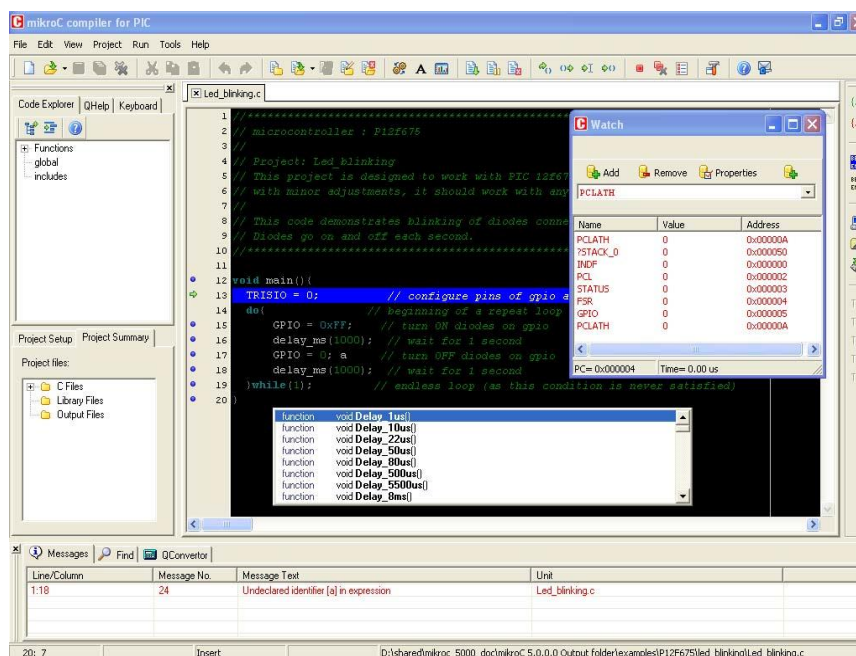 mikroC compiler for PIC
File Edit View Project Run Tools Help
Code Explorer QHelp Keyboard
Functions
global
includes
Project Setup Project Summary
Project files:
C Files
Library Files
Output Files
Led_blinking.c
1 //************************************************
2 // microcontroller : P12F675
3 //
4 // Project: Led_blinking
5 // This project is designed to work with PIC 12f67
6 // with minor adjustments, it should work with any
7 //
8 // This code demonstrates blinking of diodes conne
9 // Diodes go on and off each second.
10 //************************************************
11
12 void main(){
13 TRISIO = 0; // configure pins of gpio a
14 do{ // beginning of a repeat loop
15 GPIO = 0xFF; // turn ON diodes on gpio
16 delay_ms(1000); // wait for 1 second
17 GPIO = 0; a // turn OFF diodes on gpio
18 delay_ms(1000); // wait for 1 second
19 }while(1); // endless loop (as this condition is never satisfied)
20 }
function void Delay_1us()
function void Delay_10us()
function void Delay_22us()
function void Delay_50us()
function void Delay_80us()
function void Delay_500us()
function void Delay_5500us()
function void Delay_8ms()
Watch
Add Remove Properties
PCLATH
Name Value Address
PCLATH 0 0x00000A
?STACK_0 0 0x000050
INDF 0 0x000000
PCL 0 0x000002
STATUS 0 0x000003
FSR 0 0x000004
GPIO 0 0x000005
PCLATH 0 0x00000A
PC= 0x000004 Time= 0.00 us
Messages Find QConvertor
Line/Column Message No. Message Text Unit
1:18 24 Undeclared identifier [a] in expression Led_blinking.c
20: 7 Insert D:\shared\mikroc_5000_doc\mikroC 5.0.0.0 Output folder\examples\P12F675\led_blinking\Led_blinking.c